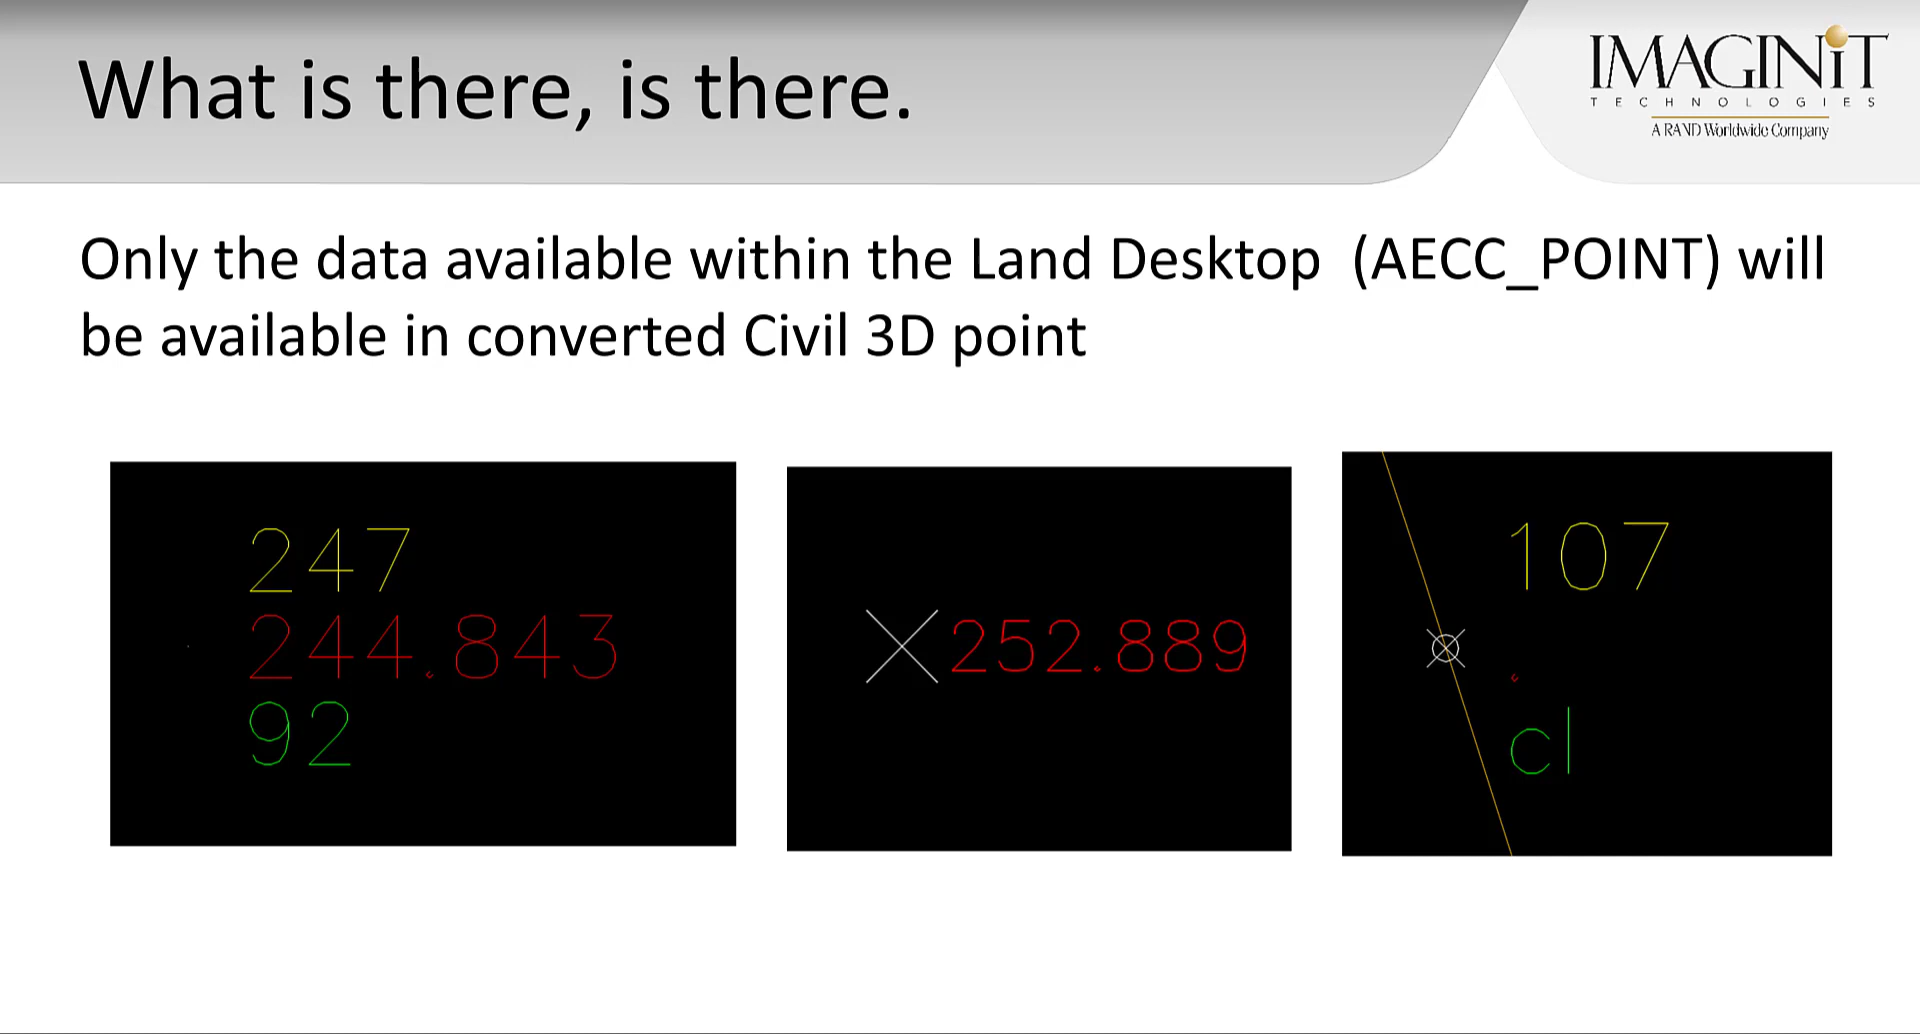 What is there, is there.
IMAGINiT
TECHNOLOGIES
A RAND Worldwide Company
Only the data available within the Land Desktop (AECC_POINT) will
be available in converted Civil 3D point
247
244.843
92
252.889
107
.
cl